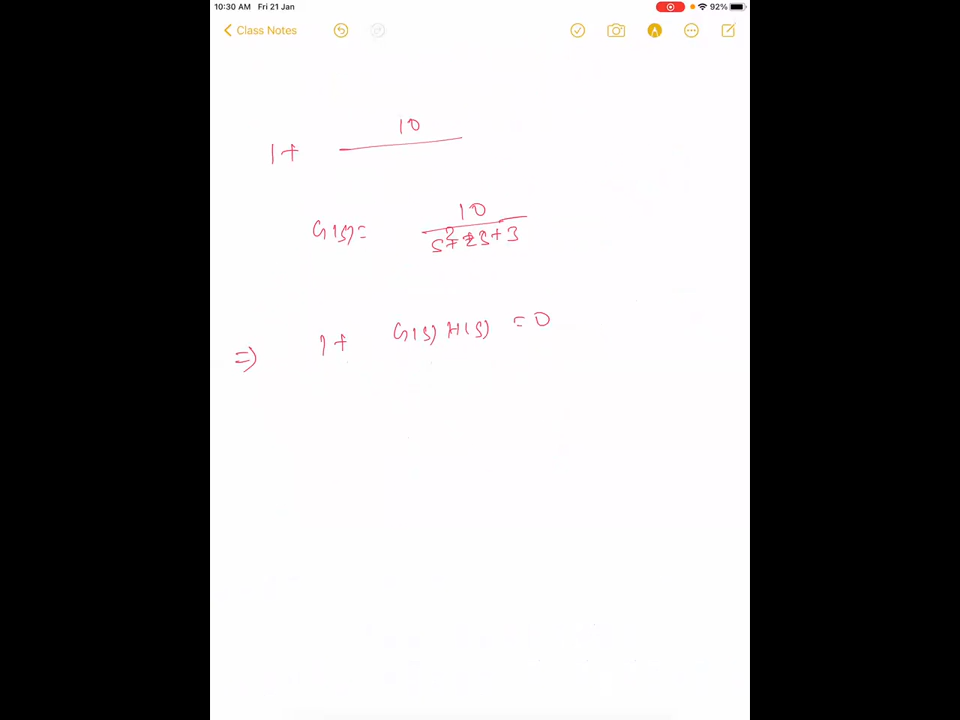 10:30 AM Fri 21 Jan 92%
Class Notes
1 + 10
G(s) = 10 / s² + 2s + 3
⇒ 1 + G(s) H(s) = 0